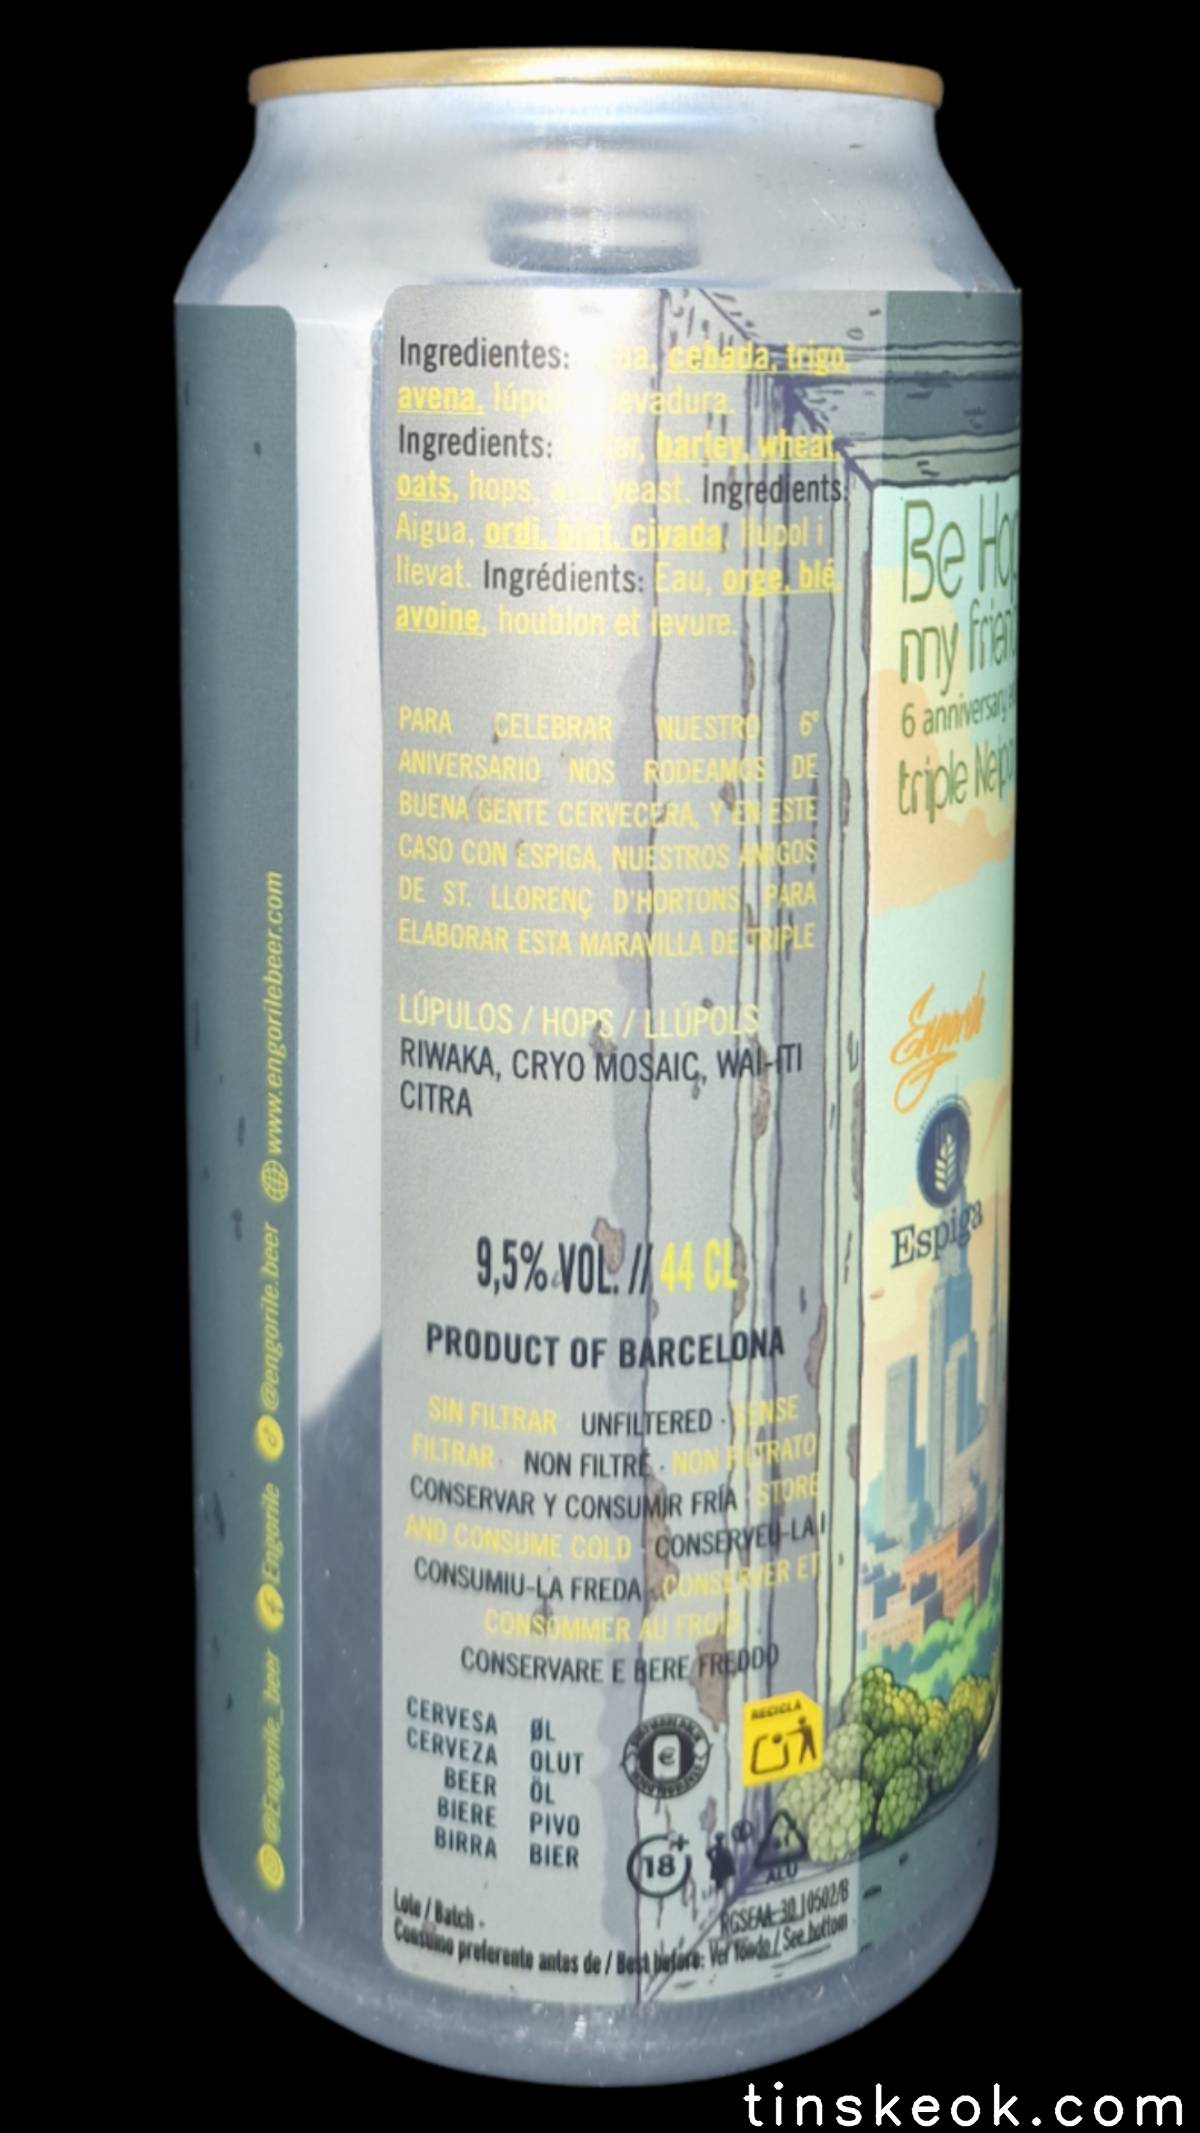 Ingredientes: cebada, trigo,
avena, levadura.
Ingredients: barley, wheat,
oats, hops, and yeast. Ingredients:
Aigua, ordi, blat, civada, llúpol i
llevat. Ingrédients: Eau, orge, blé,
avoine, houblon et levure.
PARA CELEBRAR NUESTRO 6º
ANIVERSARIO NOS RODEAMOS DE
BUENA GENTE CERVECERA, Y EN ESTE
CASO CON ESPIGA, NUESTROS AMIGOS
DE ST. LLORENÇ D'HORTONS PARA
ELABORAR ESTA MARAVILLA DE TRIPLE
LÚPULOS / HOPS / LLÚPOLS
RIWAKA, CRYO MOSAIC, WAI-ITI
CITRA
9,5% VOL. // 44 CL
PRODUCT OF BARCELONA
SIN FILTRAR · UNFILTERED · SENSE
FILTRAR · NON FILTRÉ · NON FILTRATO
CONSERVAR Y CONSUMIR FRÍA · STORE
AND CONSUME COLD · CONSERVEU-LA I
CONSUMIU-LA FREDA · CONSERVER ET
CONSOMMER AU FROID
CONSERVARE E BERE FREDDO
CERVESA ØL
CERVEZA OLUT
BEER ÖL
BIERE PIVO
BIRRA BIER
RECICLA
€
18+
ALU
Lote / Batch -
RGSEAA 30.10502/B
Consumo preferente antes de / Best before: Ver fondo / See bottom
@Engorile_beer Engorile @engorile.beer www.engorilebeer.com
Be Hop
my frien
6 anniversary
triple Neipa
Engorile
Espiga
tinskeok.com